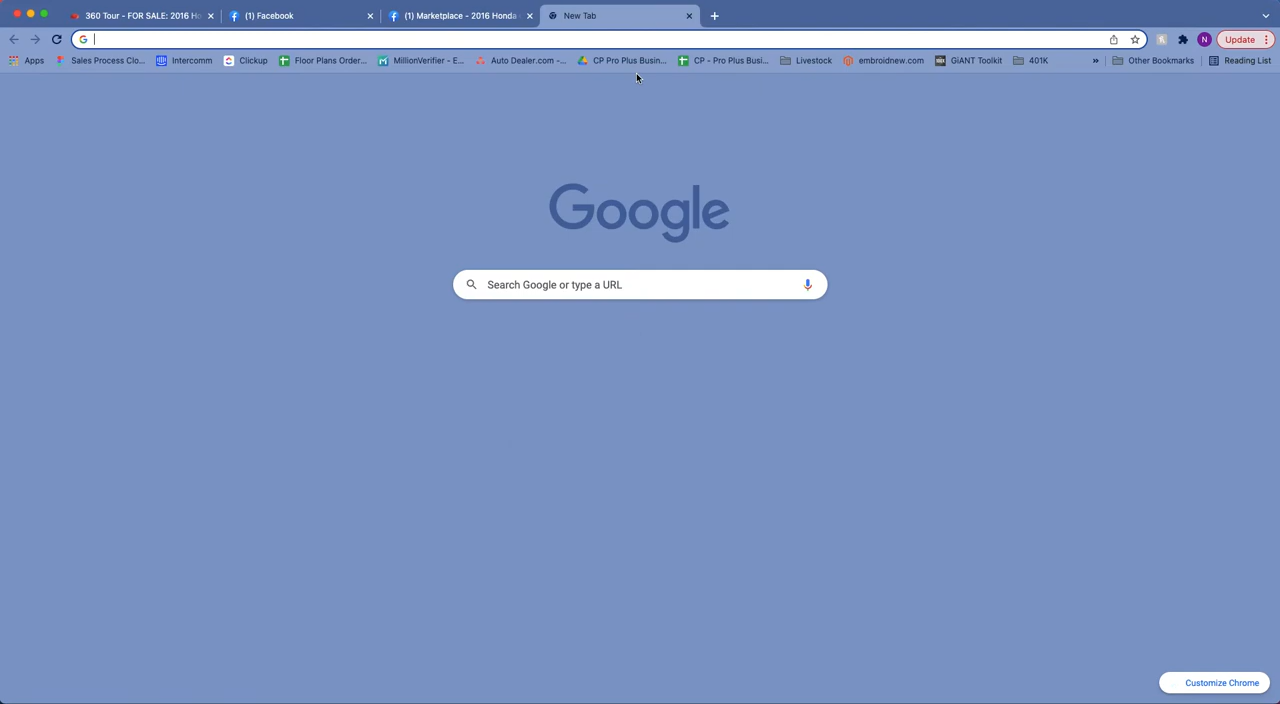 360 Tour - FOR SALE: 2016 Ho
(1) Facebook
(1) Marketplace - 2016 Honda
New Tab
Update
Apps
Sales Process Clo...
Intercomm
Clickup
Floor Plans Order...
MillionVerifier - E...
Auto Dealer.com -...
CP Pro Plus Busin...
CP - Pro Plus Busi...
Livestock
embroidnew.com
GiANT Toolkit
401K
»
Other Bookmarks
Reading List
Google
Search Google or type a URL
Customize Chrome